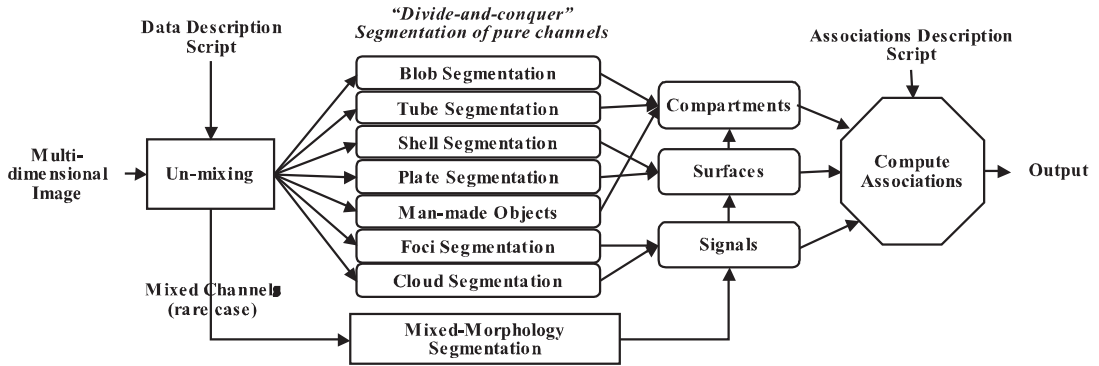 Data Description
Script
"Divide-and-conquer"
Segmentation of pure channels
Associations Description
Script
Multi-
dimensional
Image
Un-mixing
Blob Segmentation
Tube Segmentation
Shell Segmentation
Plate Segmentation
Man-made Objects
Foci Segmentation
Cloud Segmentation
Compartments
Surfaces
Signals
Compute
Associations
Output
Mixed Channels
(rare case)
Mixed-Morphology
Segmentation